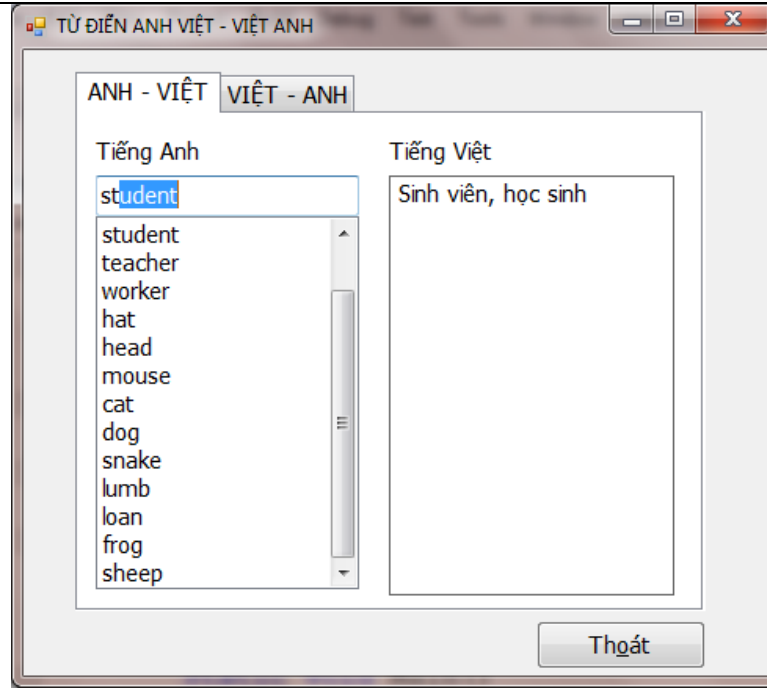 TỪ ĐIỂN ANH VIỆT - VIỆT ANH
ANH - VIỆT
VIỆT - ANH
Tiếng Anh
Tiếng Việt
student
Sinh viên, học sinh
student
teacher
worker
hat
head
mouse
cat
dog
snake
lumb
loan
frog
sheep
Thoát